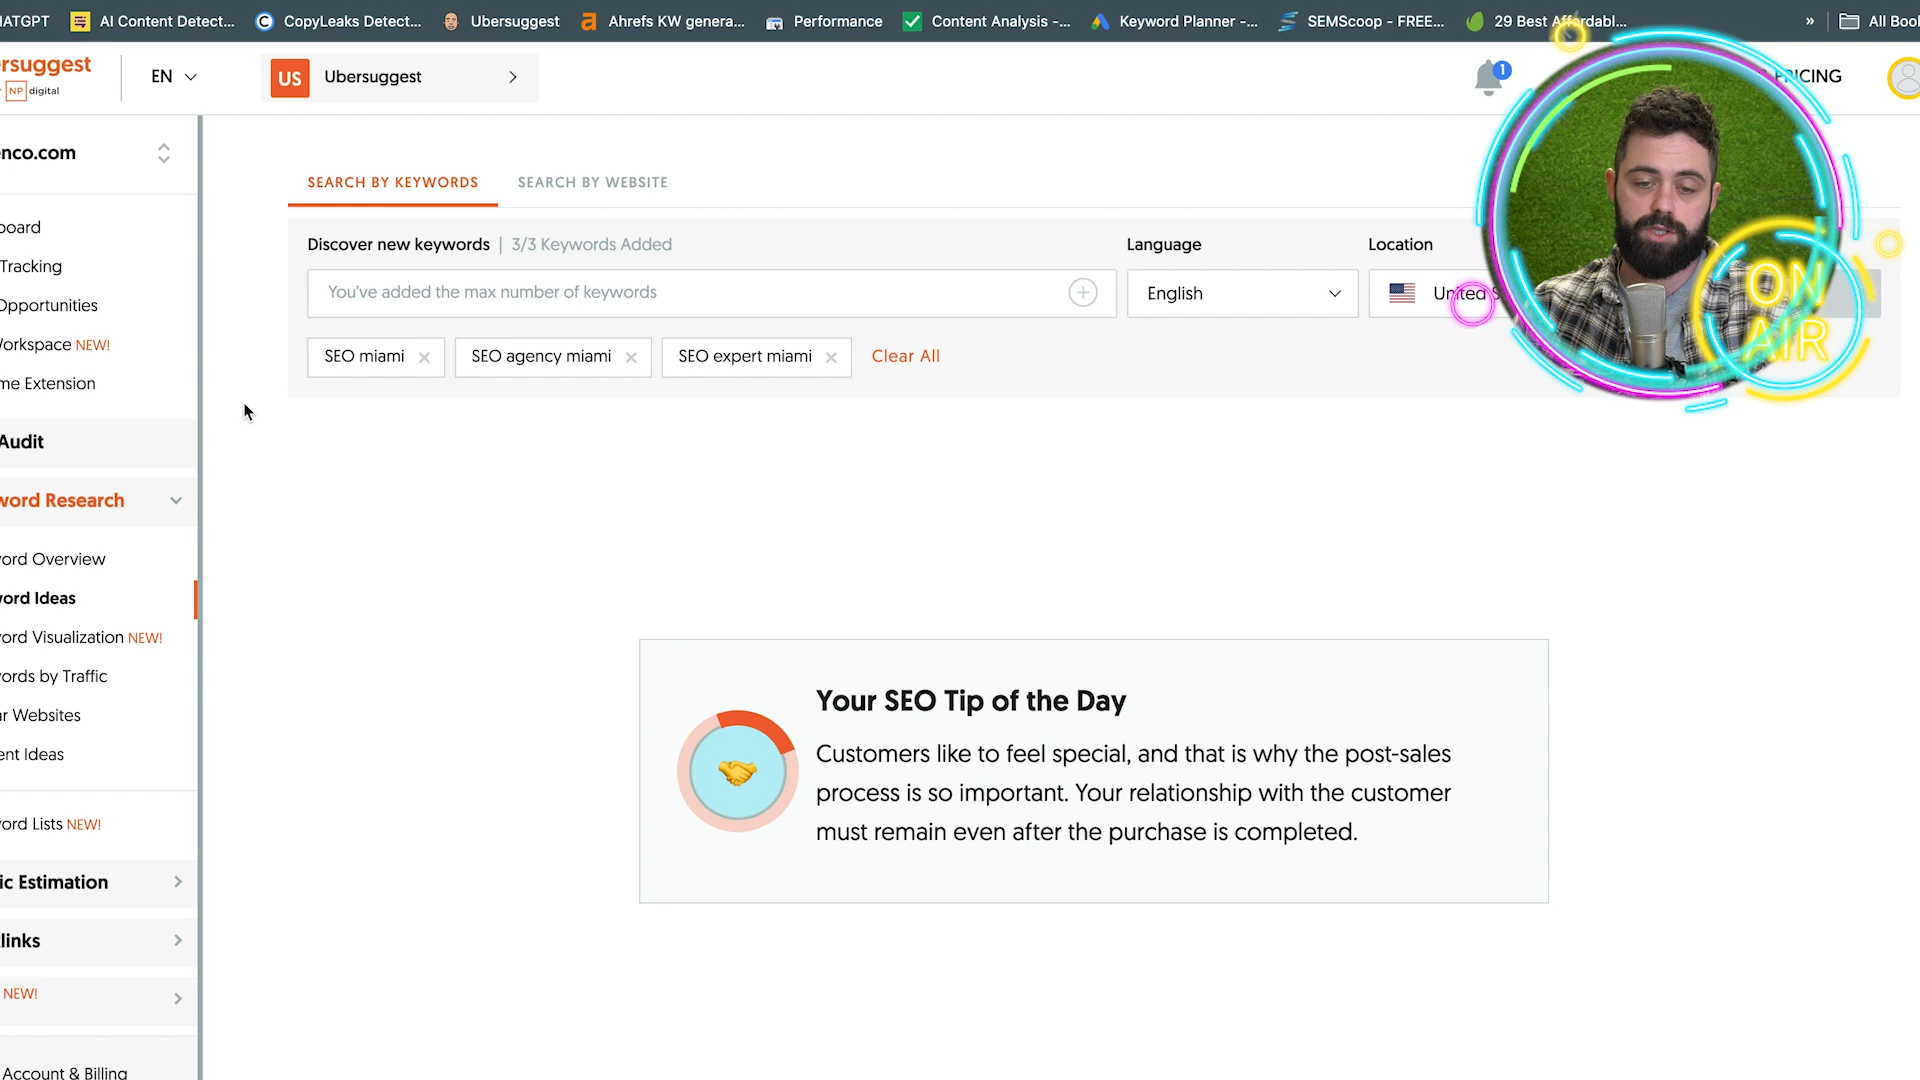 HATGPT
AI Content Detect...
CopyLeaks Detect...
Ubersuggest
Ahrefs KW genera...
Performance
Content Analysis -...
Keyword Planner -...
SEMScoop - FREE...
29 Best Affordabl...
»
All Boo
rsuggest
NP digital
EN
US Ubersuggest
1
PRICING
enco.com
SEARCH BY KEYWORDS
SEARCH BY WEBSITE
Discover new keywords | 3/3 Keywords Added
Language
Location
You've added the max number of keywords
English
United S
SEO miami
SEO agency miami
SEO expert miami
Clear All
ON
AIR
board
Tracking
Opportunities
Workspace NEW!
me Extension
Audit
word Research
ord Overview
ord Ideas
ord Visualization NEW!
ords by Traffic
r Websites
ent Ideas
ord Lists NEW!
ic Estimation
links
NEW!
Account & Billing
Your SEO Tip of the Day
Customers like to feel special, and that is why the post-sales
process is so important. Your relationship with the customer
must remain even after the purchase is completed.